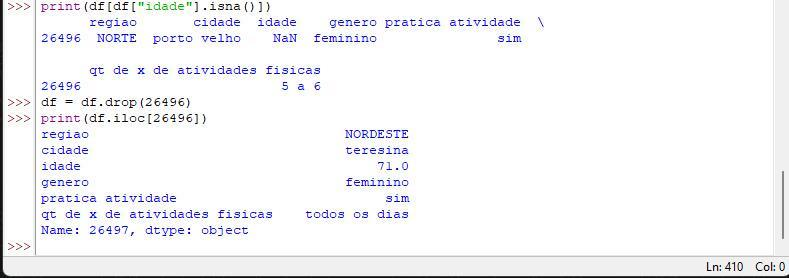 >>> print(df[df["idade"].isna()])
regiao cidade idade genero pratica atividade \
26496 NORTE porto velho NaN feminino sim
qt de x de atividades fisicas
26496 5 a 6
>>> df = df.drop(26496)
>>> print(df.iloc[26496])
regiao NORDESTE
cidade teresina
idade 71.0
genero feminino
pratica atividade sim
qt de x de atividades fisicas todos os dias
Name: 26497, dtype: object
>>>
Ln: 410 Col: 0